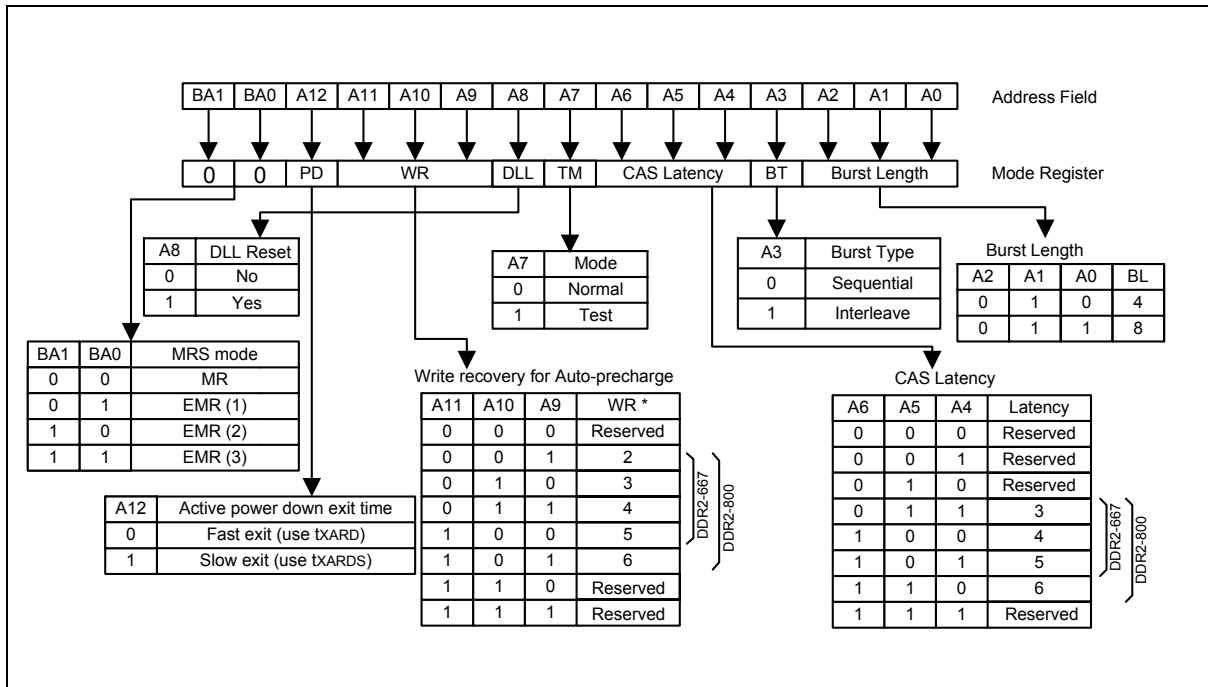 BA1 BA0 A12 A11 A10 A9 A8 A7 A6 A5 A4 A3 A2 A1 A0 Address Field
0 0 PD WR DLL TM CAS Latency BT Burst Length Mode Register
A8 DLL Reset
0 No
1 Yes
A7 Mode
0 Normal
1 Test
A3 Burst Type
0 Sequential
1 Interleave
Burst Length
A2 A1 A0 BL
0 1 0 4
0 1 1 8
BA1 BA0 MRS mode
0 0 MR
0 1 EMR (1)
1 0 EMR (2)
1 1 EMR (3)
A12 Active power down exit time
0 Fast exit (use tXARD)
1 Slow exit (use tXARDS)
Write recovery for Auto-precharge
A11 A10 A9 WR *
0 0 0 Reserved
0 0 1 2
0 1 0 3
0 1 1 4
1 0 0 5
1 0 1 6
1 1 0 Reserved
1 1 1 Reserved
DDR2-667
DDR2-800
CAS Latency
A6 A5 A4 Latency
0 0 0 Reserved
0 0 1 Reserved
0 1 0 Reserved
0 1 1 3
1 0 0 4
1 0 1 5
1 1 0 6
1 1 1 Reserved
DDR2-667
DDR2-800